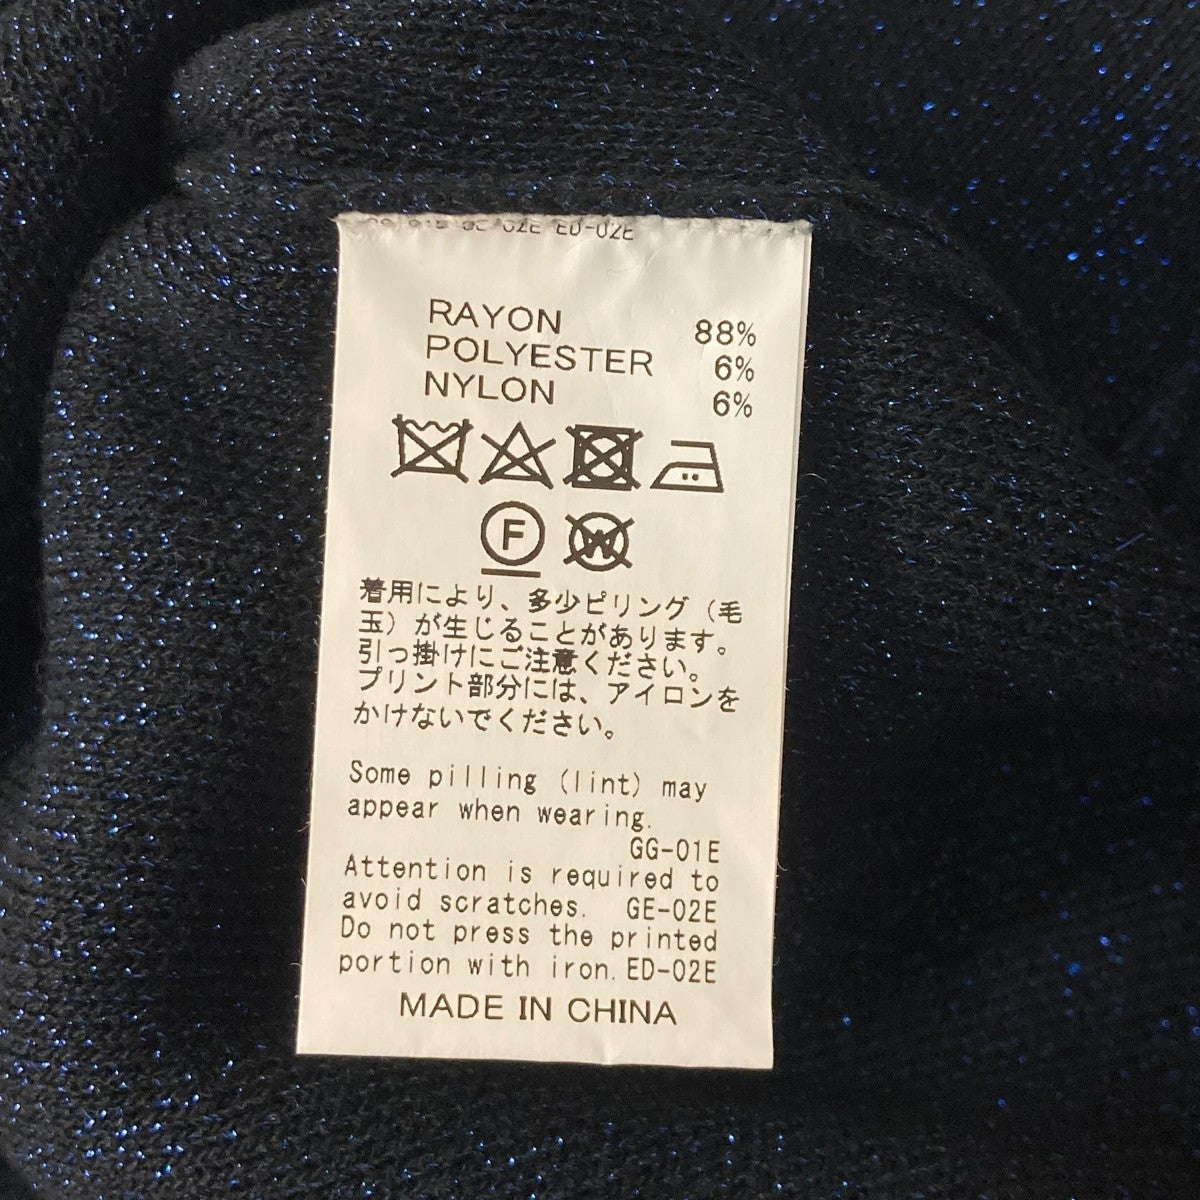 02E ED-02E
RAYON 88%
POLYESTER 6%
NYLON 6%
F W
着用により、多少ピリング（毛
玉）が生じることがあります。
引っ掛けにご注意ください。
プリント部分には、アイロンを
かけないでください。
Some pilling (lint) may
appear when wearing.
GG-01E
Attention is required to
avoid scratches. GE-02E
Do not press the printed
portion with iron. ED-02E
MADE IN CHINA